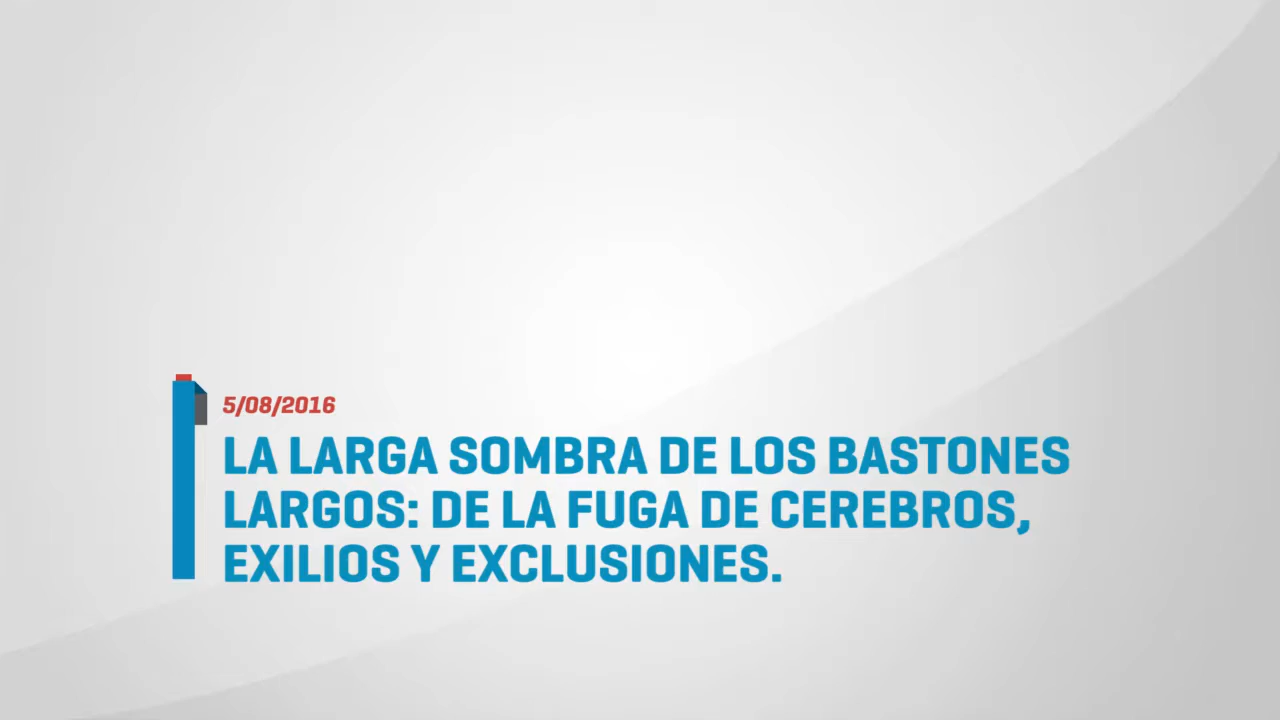 5/08/2016
LA LARGA SOMBRA DE LOS BASTONES
LARGOS: DE LA FUGA DE CEREBROS,
EXILIOS Y EXCLUSIONES.